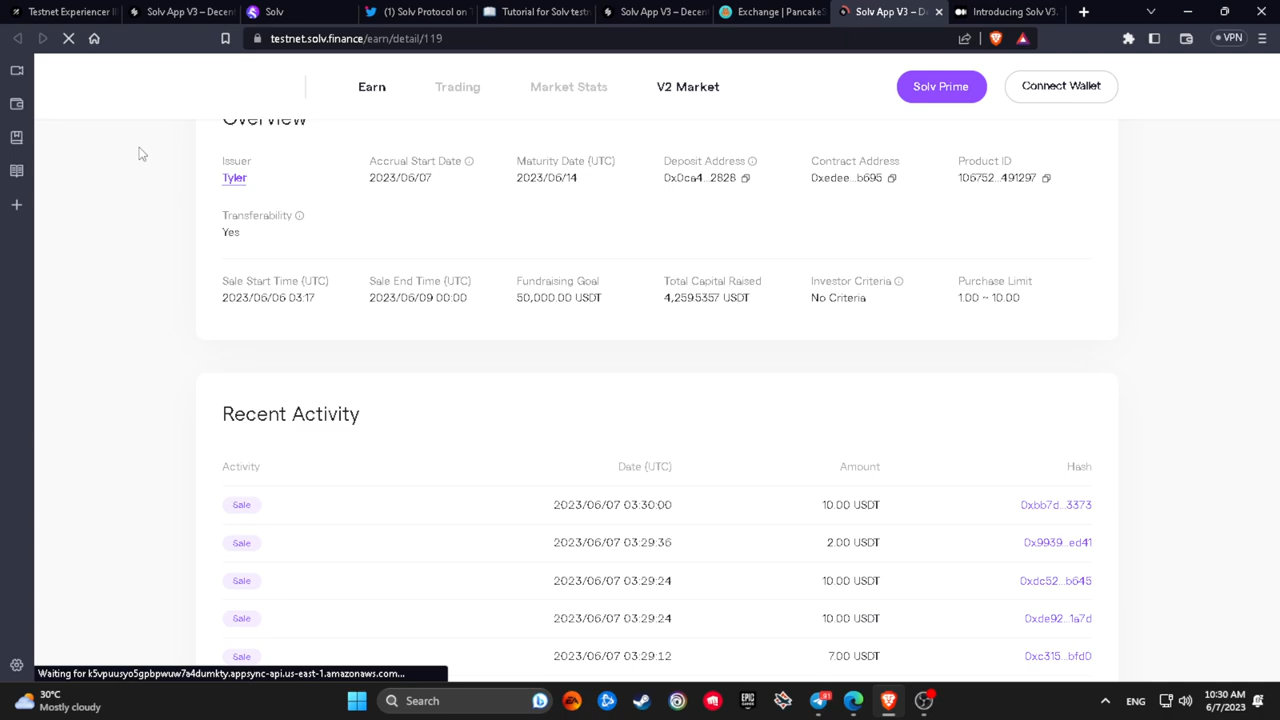 Testnet Experiencer I
Solv App V3 – Decent
Solv
(1) Solv Protocol on T
Tutorial for Solv testn
Solv App V3 – Decent
Exchange | Pancake
Solv App V3 – De
Introducing Solv V3.
testnet.solv.finance/earn/detail/119
VPN
Earn
Trading
Market Stats
V2 Market
Solv Prime
Connect Wallet
Overview
Issuer
Accrual Start Date
Maturity Date (UTC)
Deposit Address
Contract Address
Product ID
Tyler
2023/06/07
2023/06/14
0x0ca4...2828
0xedee...b695
106752...491297
Transferability
Yes
Sale Start Time (UTC)
Sale End Time (UTC)
Fundraising Goal
Total Capital Raised
Investor Criteria
Purchase Limit
2023/06/06 03:17
2023/06/09 00:00
50,000.00 USDT
4,259.5357 USDT
No Criteria
1.00 ~ 10.00
Recent Activity
Activity
Date (UTC)
Amount
Hash
Sale
2023/06/07 03:30:00
10.00 USDT
0xbb7d...3373
Sale
2023/06/07 03:29:36
2.00 USDT
0x9939...ed41
Sale
2023/06/07 03:29:24
10.00 USDT
0xdc52...b645
Sale
2023/06/07 03:29:24
10.00 USDT
0xde92...1a7d
Sale
2023/06/07 03:29:12
7.00 USDT
0xc315...bfd0
Waiting for k5vpuusyo5gpbpwuw7a4dumkty.appsync-api.us-east-1.amazonaws.com...
30°C
Mostly cloudy
Search
EA
EPIC
GAMES
31
ENG
10:30 AM
6/7/2023